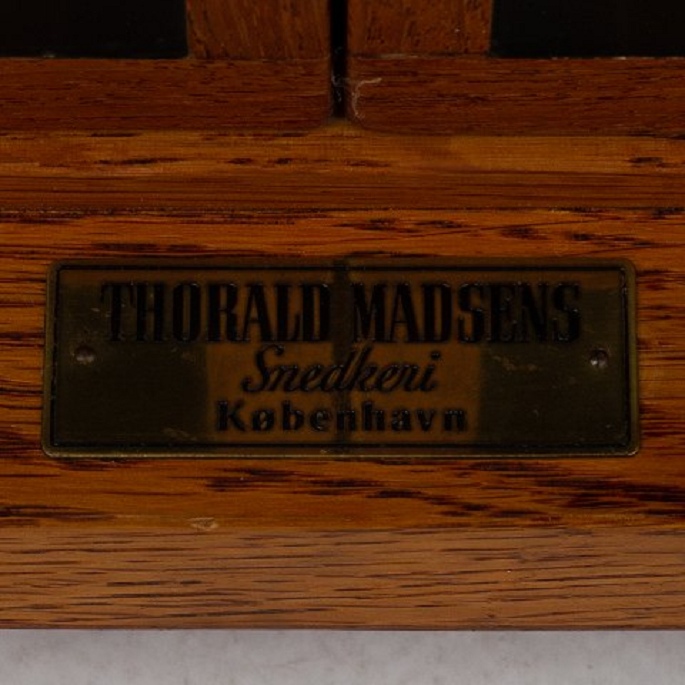 THORALD MADSENS
Snedkeri
København